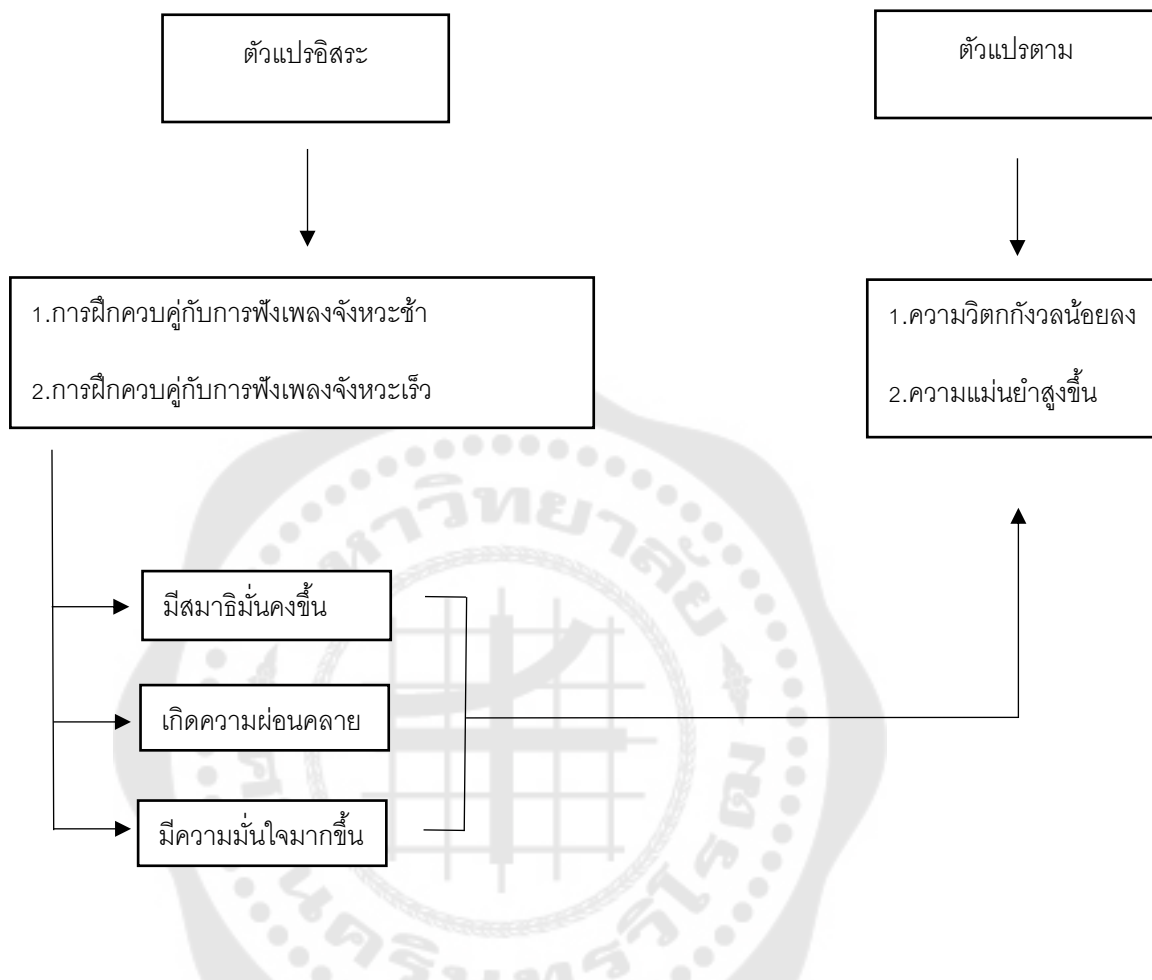 ตัวแปรอิสระ
ตัวแปรตาม
1.การฝึกควบคู่กับการฟังเพลงจังหวะช้า
2.การฝึกควบคู่กับการฟังเพลงจังหวะเร็ว
1.ความวิตกกังวลน้อยลง
2.ความแม่นยำสูงขึ้น
มีสมาธิมั่นคงขึ้น
เกิดความผ่อนคลาย
มีความมั่นใจมากขึ้น